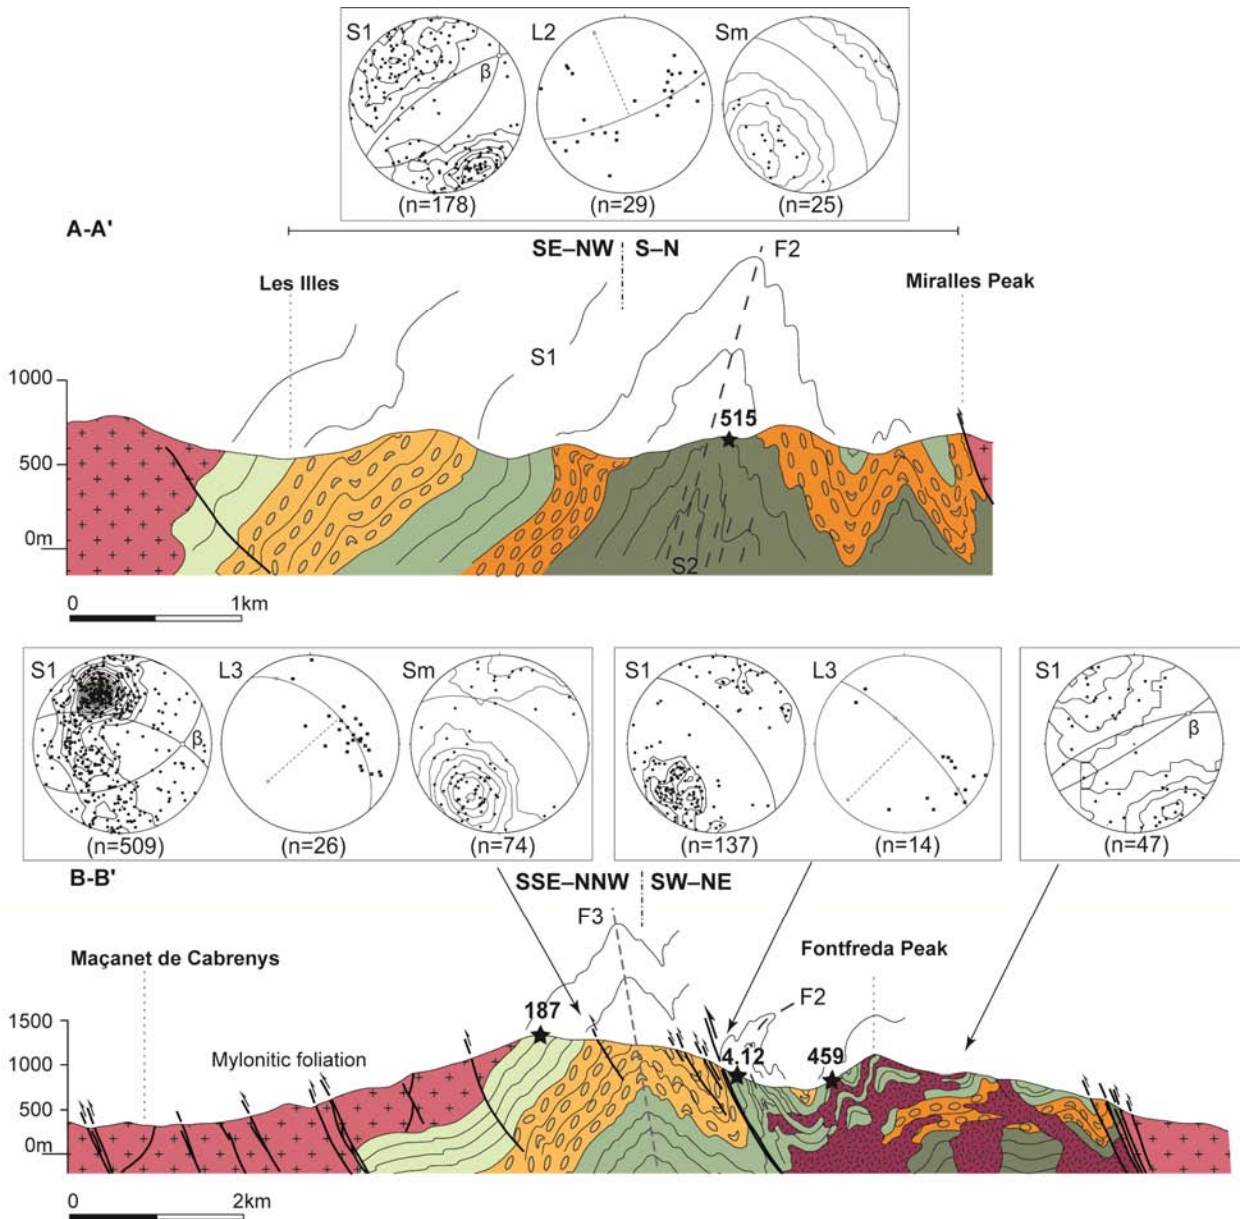 S1 L2 Sm
β
(n=178) (n=29) (n=25)
A-A'
SE–NW S–N
F2
Les Illes
Miralles Peak
S1
1000
515
500
0m
S2
0 1km
S1 L3 Sm S1 L3 S1
β β
(n=509) (n=26) (n=74) (n=137) (n=14) (n=47)
B-B'
SSE–NNW SW–NE
F3
Maçanet de Cabrenys
Fontfreda Peak
F2
187
1500
Mylonitic foliation
4.12 459
1000
500
0m
0 2km